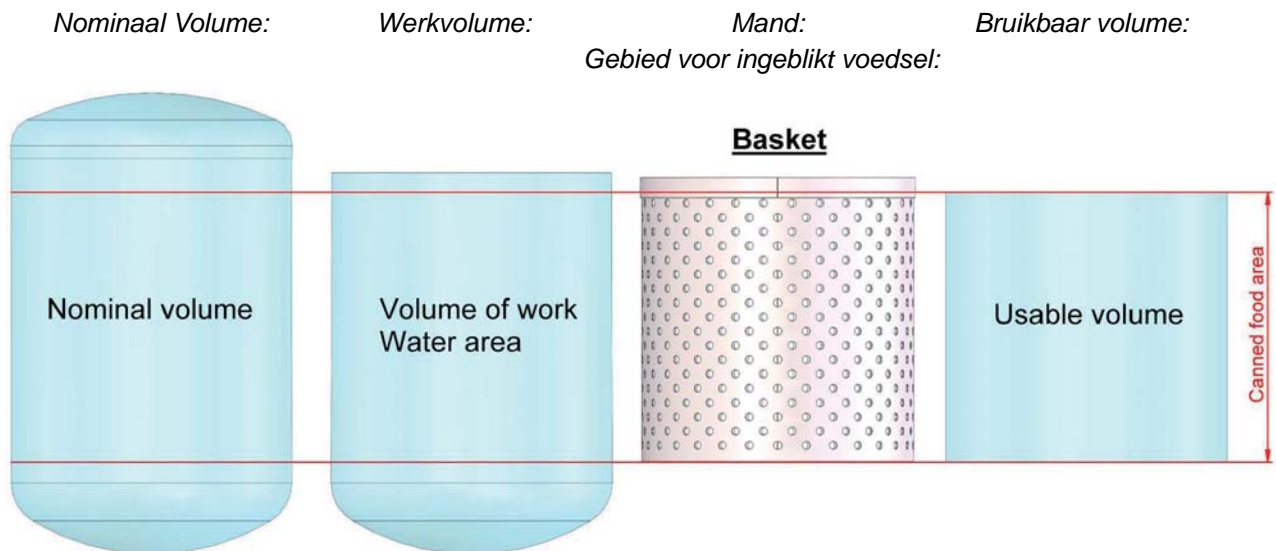 Nominaal Volume:
Werkvolume:
Mand:
Bruikbaar volume:
Gebied voor ingeblikt voedsel:
Basket
Nominal volume
Volume of work
Water area
Usable volume
Canned food area